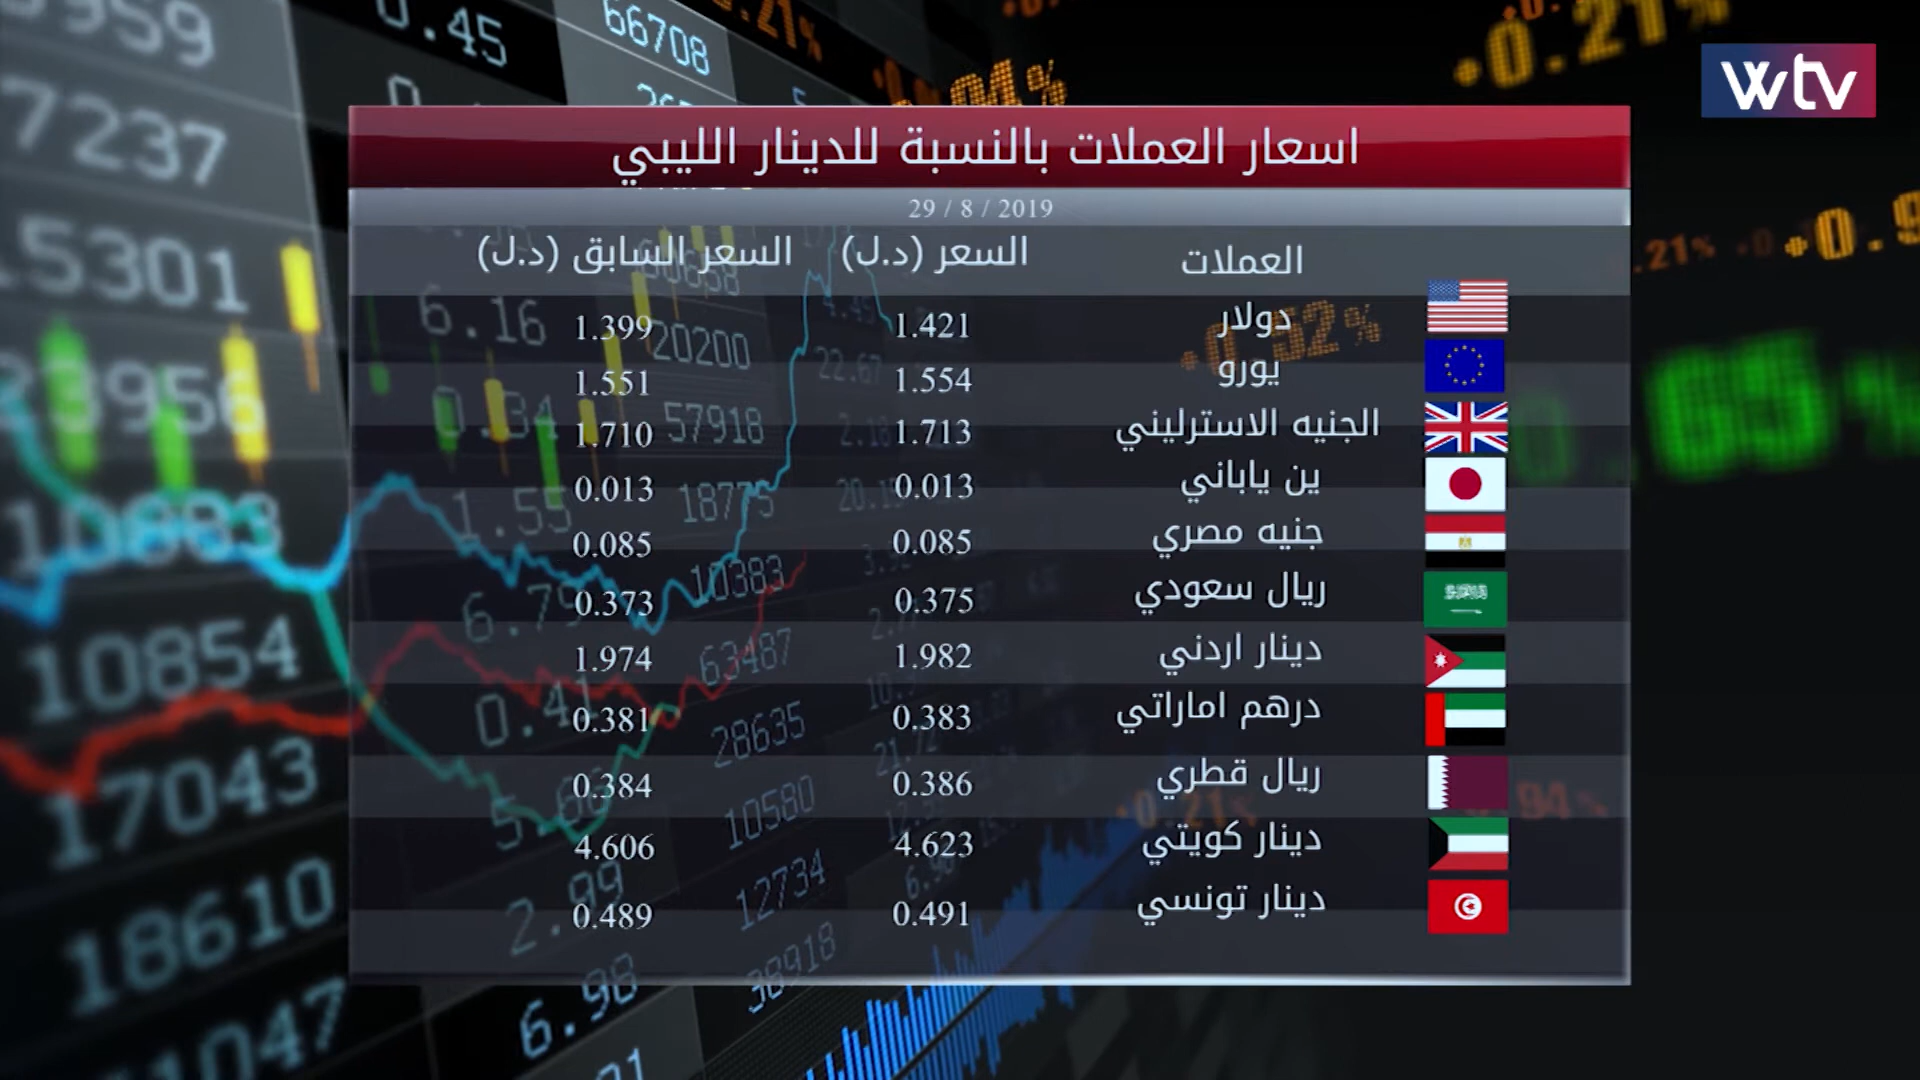 wtv
اسعار العملات بالنسبة للدينار الليبي
29 / 8 / 2019
العملات السعر (د.ل) السعر السابق (د.ل)
دولار 1.421 1.399
يورو 1.554 1.551
الجنيه الاسترليني 1.713 1.710
ين ياباني 0.013 0.013
جنيه مصري 0.085 0.085
ريال سعودي 0.375 0.373
دينار اردني 1.982 1.974
درهم اماراتي 0.383 0.381
ريال قطري 0.386 0.384
دينار كويتي 4.623 4.606
دينار تونسي 0.491 0.489